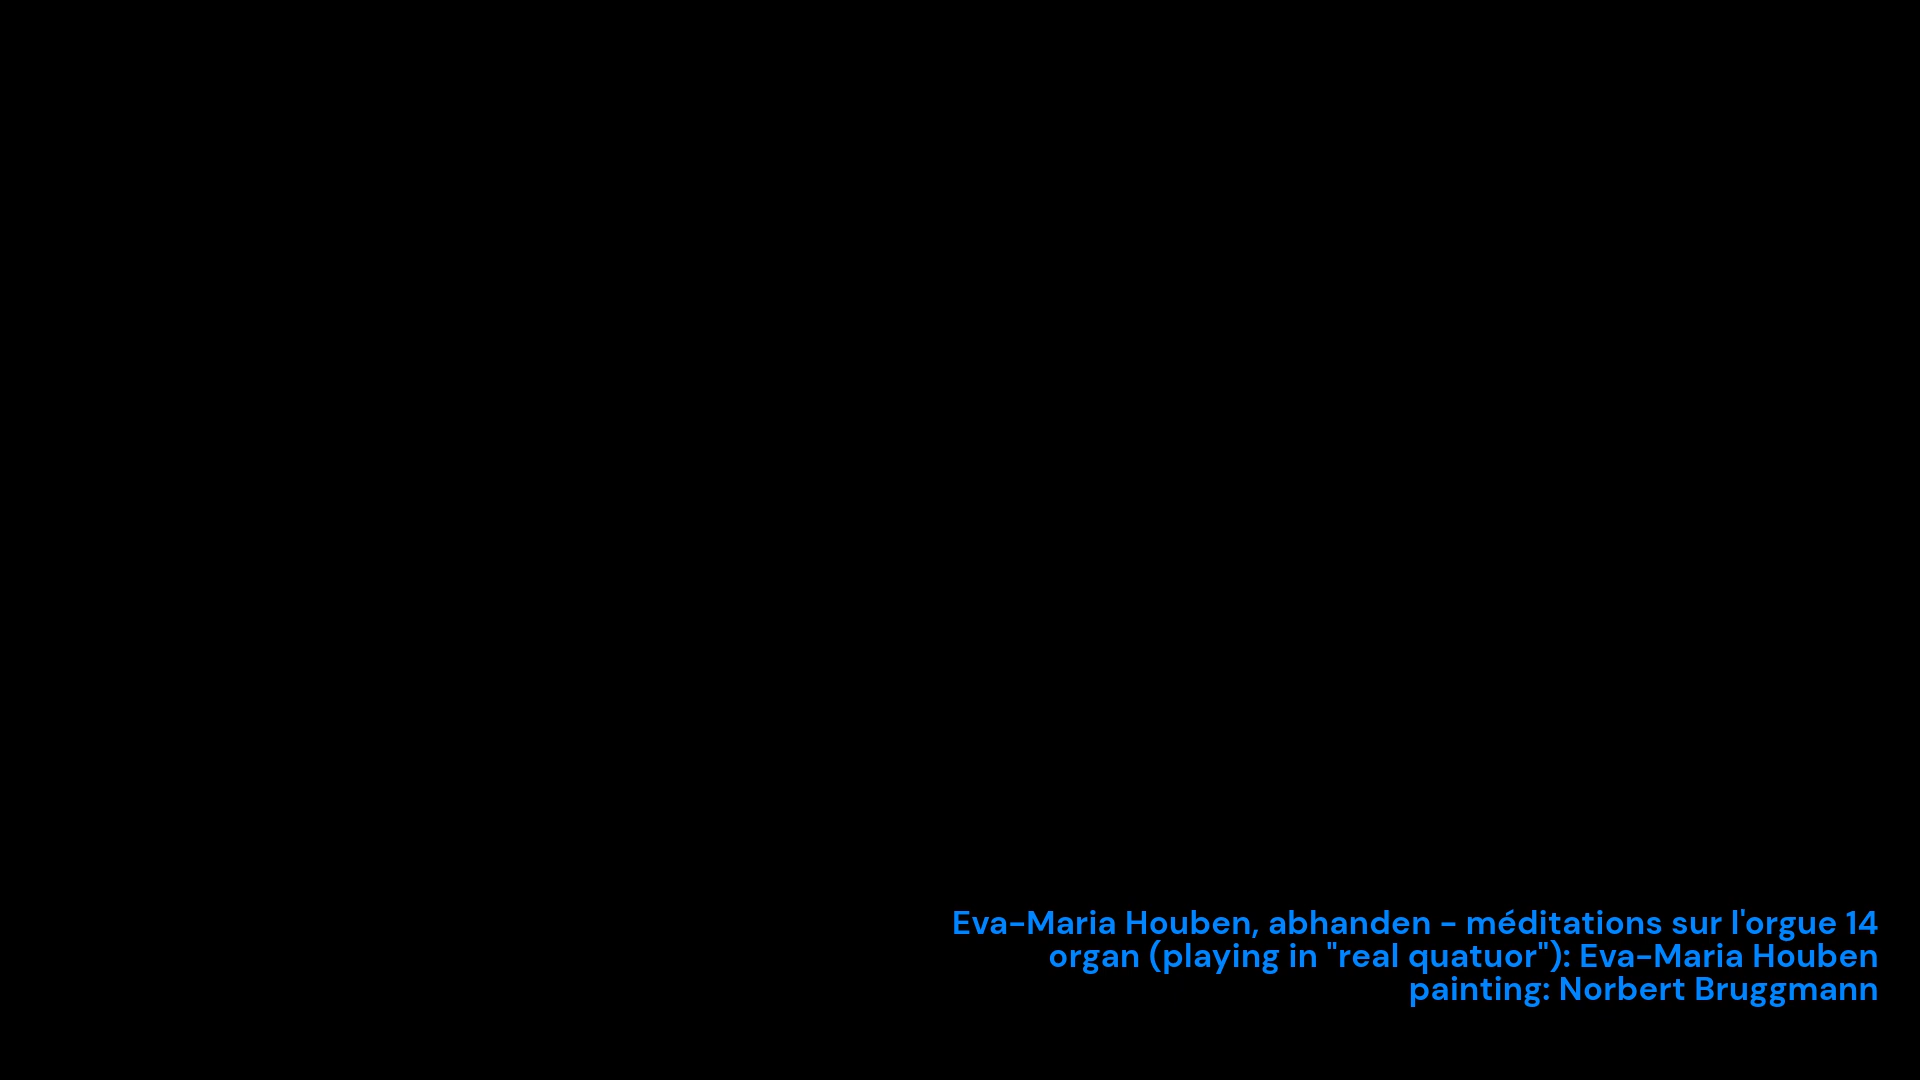 Eva-Maria Houben, abhanden - méditations sur l'orgue 14
organ (playing in "real quatuor"): Eva-Maria Houben
painting: Norbert Bruggmann